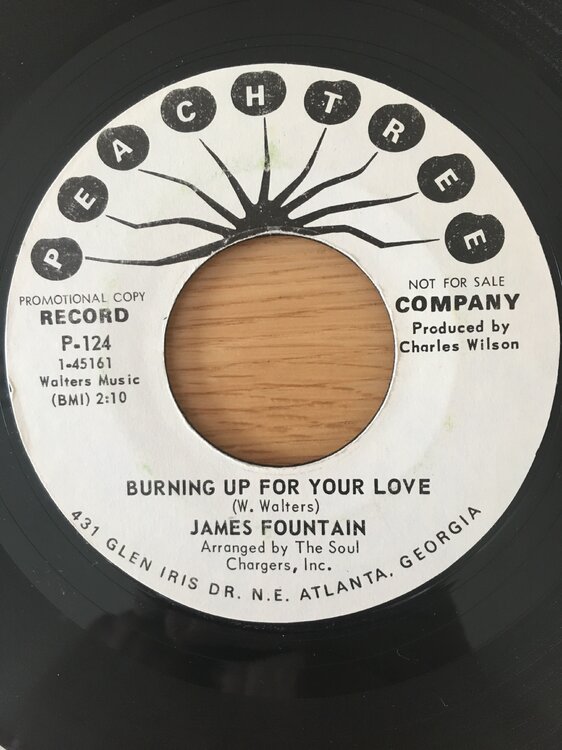 PEACHTREE
PROMOTIONAL COPY
RECORD
P-124
1-45161
Walters Music
(BMI) 2:10
NOT FOR SALE
COMPANY
Produced by
Charles Wilson
BURNING UP FOR YOUR LOVE
(W. Walters)
JAMES FOUNTAIN
Arranged by The Soul
Chargers, Inc.
431 GLEN IRIS DR. N.E. ATLANTA, GEORGIA